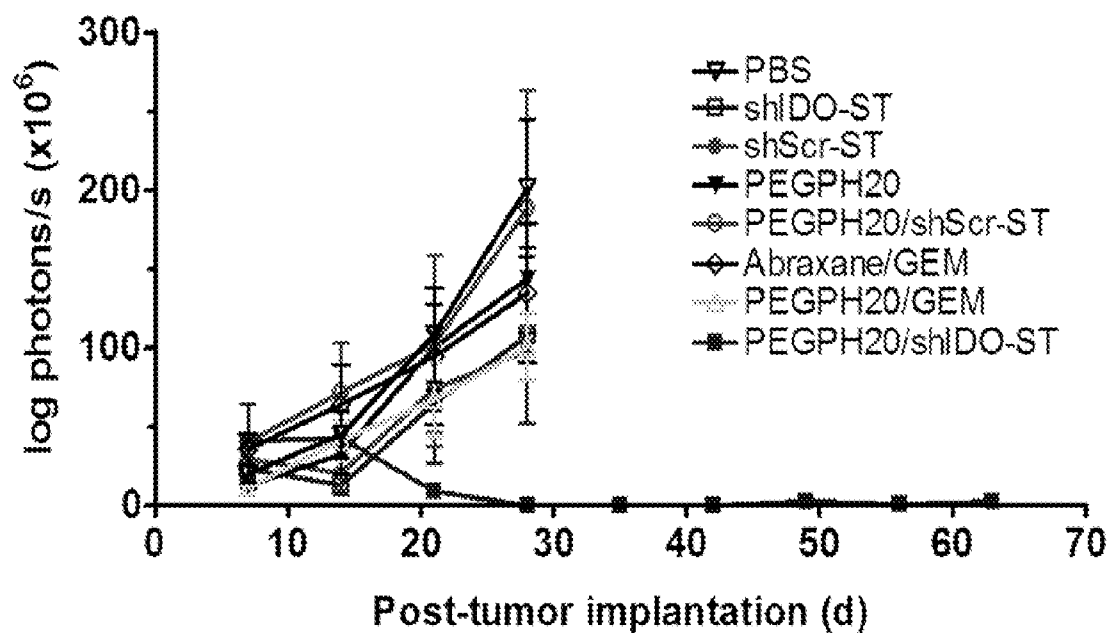 300
200
100
0
log photons/s (x10⁶)
PBS
shIDO-ST
shScr-ST
PEGPH20
PEGPH20/shScr-ST
Abraxane/GEM
PEGPH20/GEM
PEGPH20/shIDO-ST
0 10 20 30 40 50 60 70
Post-tumor implantation (d)